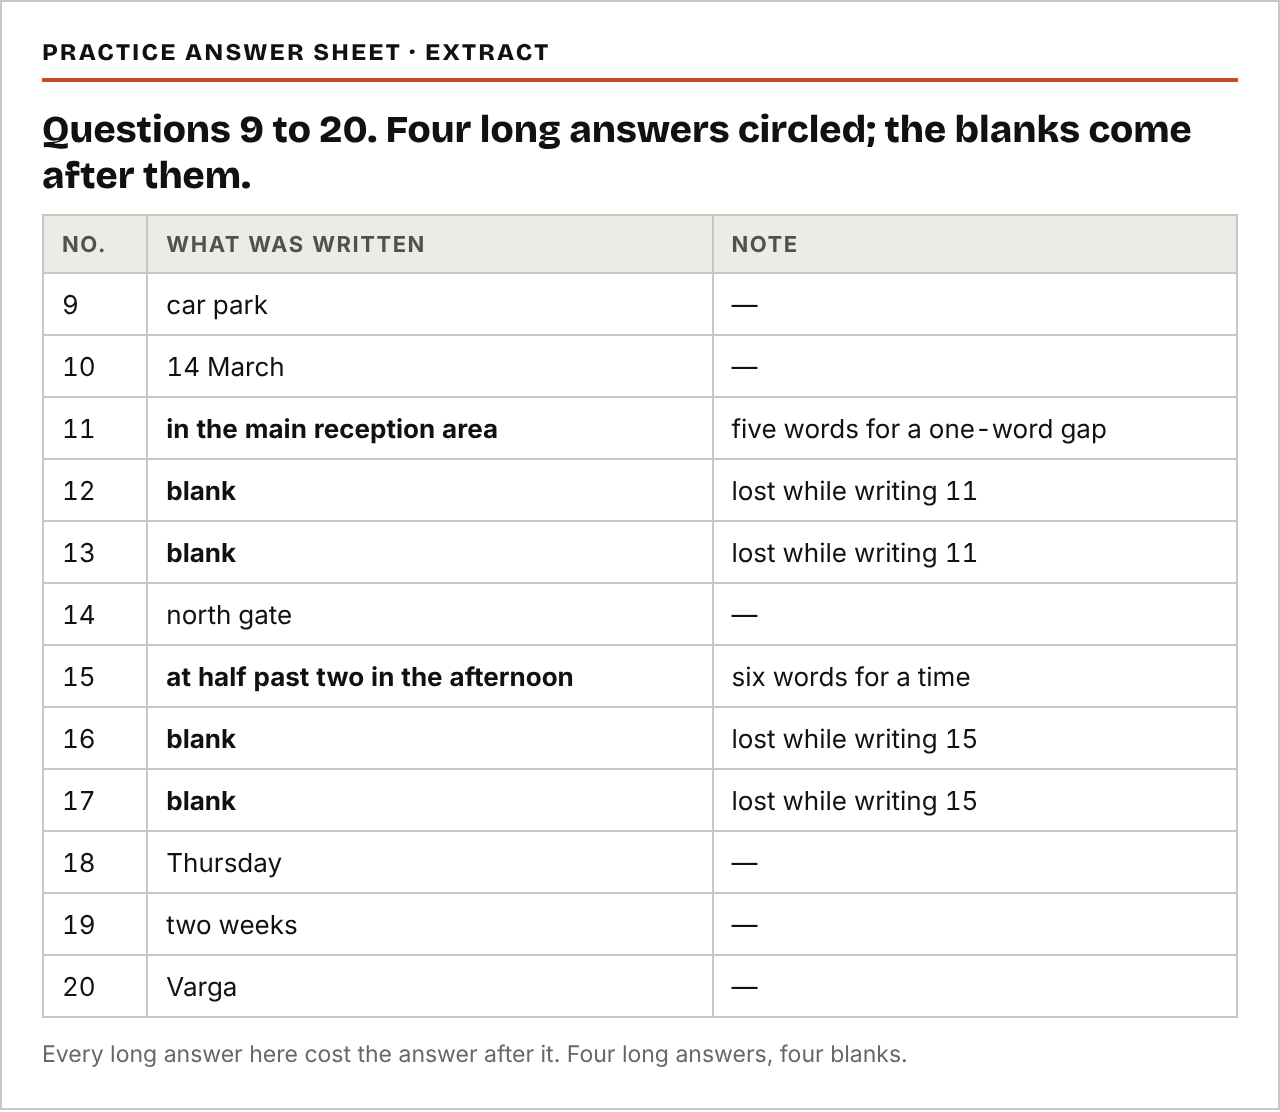 PRACTICE ANSWER SHEET · EXTRACT
Questions 9 to 20. Four long answers circled; the blanks come
after them.
NO. WHAT WAS WRITTEN NOTE
9 car park —
10 14 March —
11 in the main reception area five words for a one-word gap
12 blank lost while writing 11
13 blank lost while writing 11
14 north gate —
15 at half past two in the afternoon six words for a time
16 blank lost while writing 15
17 blank lost while writing 15
18 Thursday —
19 two weeks —
20 Varga —
Every long answer here cost the answer after it. Four long answers, four blanks.